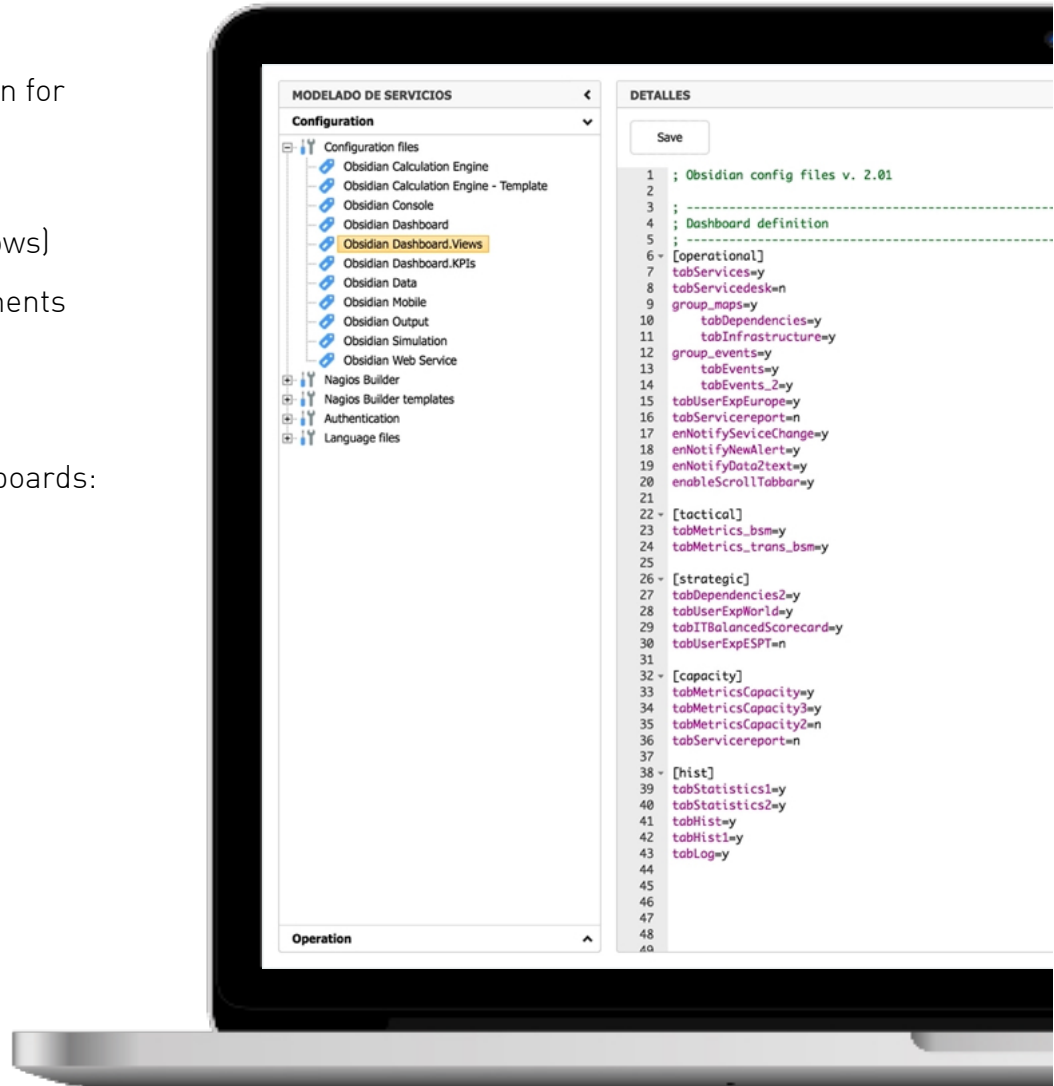 n for
ows)
nents
boards:
MODELADO DE SERVICIOS
Configuration
Configuration files
Obsidian Calculation Engine
Obsidian Calculation Engine - Template
Obsidian Console
Obsidian Dashboard
Obsidian Dashboard.Views
Obsidian Dashboard.KPIs
Obsidian Data
Obsidian Mobile
Obsidian Output
Obsidian Simulation
Obsidian Web Service
Nagios Builder
Nagios Builder templates
Authentication
Language files
Operation
DETALLES
Save
1 ; Obsidian config files v. 2.01
2
3 ; ------------------------------------------------------
4 ; Dashboard definition
5 ; ------------------------------------------------------
6 [operational]
7 tabServices=y
8 tabServicedesk=n
9 group_maps=y
10 tabDependencies=y
11 tabInfrastructure=y
12 group_events=y
13 tabEvents=y
14 tabEvents_2=y
15 tabUserExpEurope=y
16 tabServicereport=n
17 enNotifySeviceChange=y
18 enNotifyNewAlert=y
19 enNotifyData2text=y
20 enableScrollTabbar=y
21
22 [tactical]
23 tabMetrics_bsm=y
24 tabMetrics_trans_bsm=y
25
26 [strategic]
27 tabDependencies2=y
28 tabUserExpWorld=y
29 tabITBalancedScorecard=y
30 tabUserExpESPT=n
31
32 [capacity]
33 tabMetricsCapacity=y
34 tabMetricsCapacity3=y
35 tabMetricsCapacity2=n
36 tabServicereport=n
37
38 [hist]
39 tabStatistics1=y
40 tabStatistics2=y
41 tabHist=y
42 tabHist1=y
43 tabLog=y
44
45
46
47
48
49